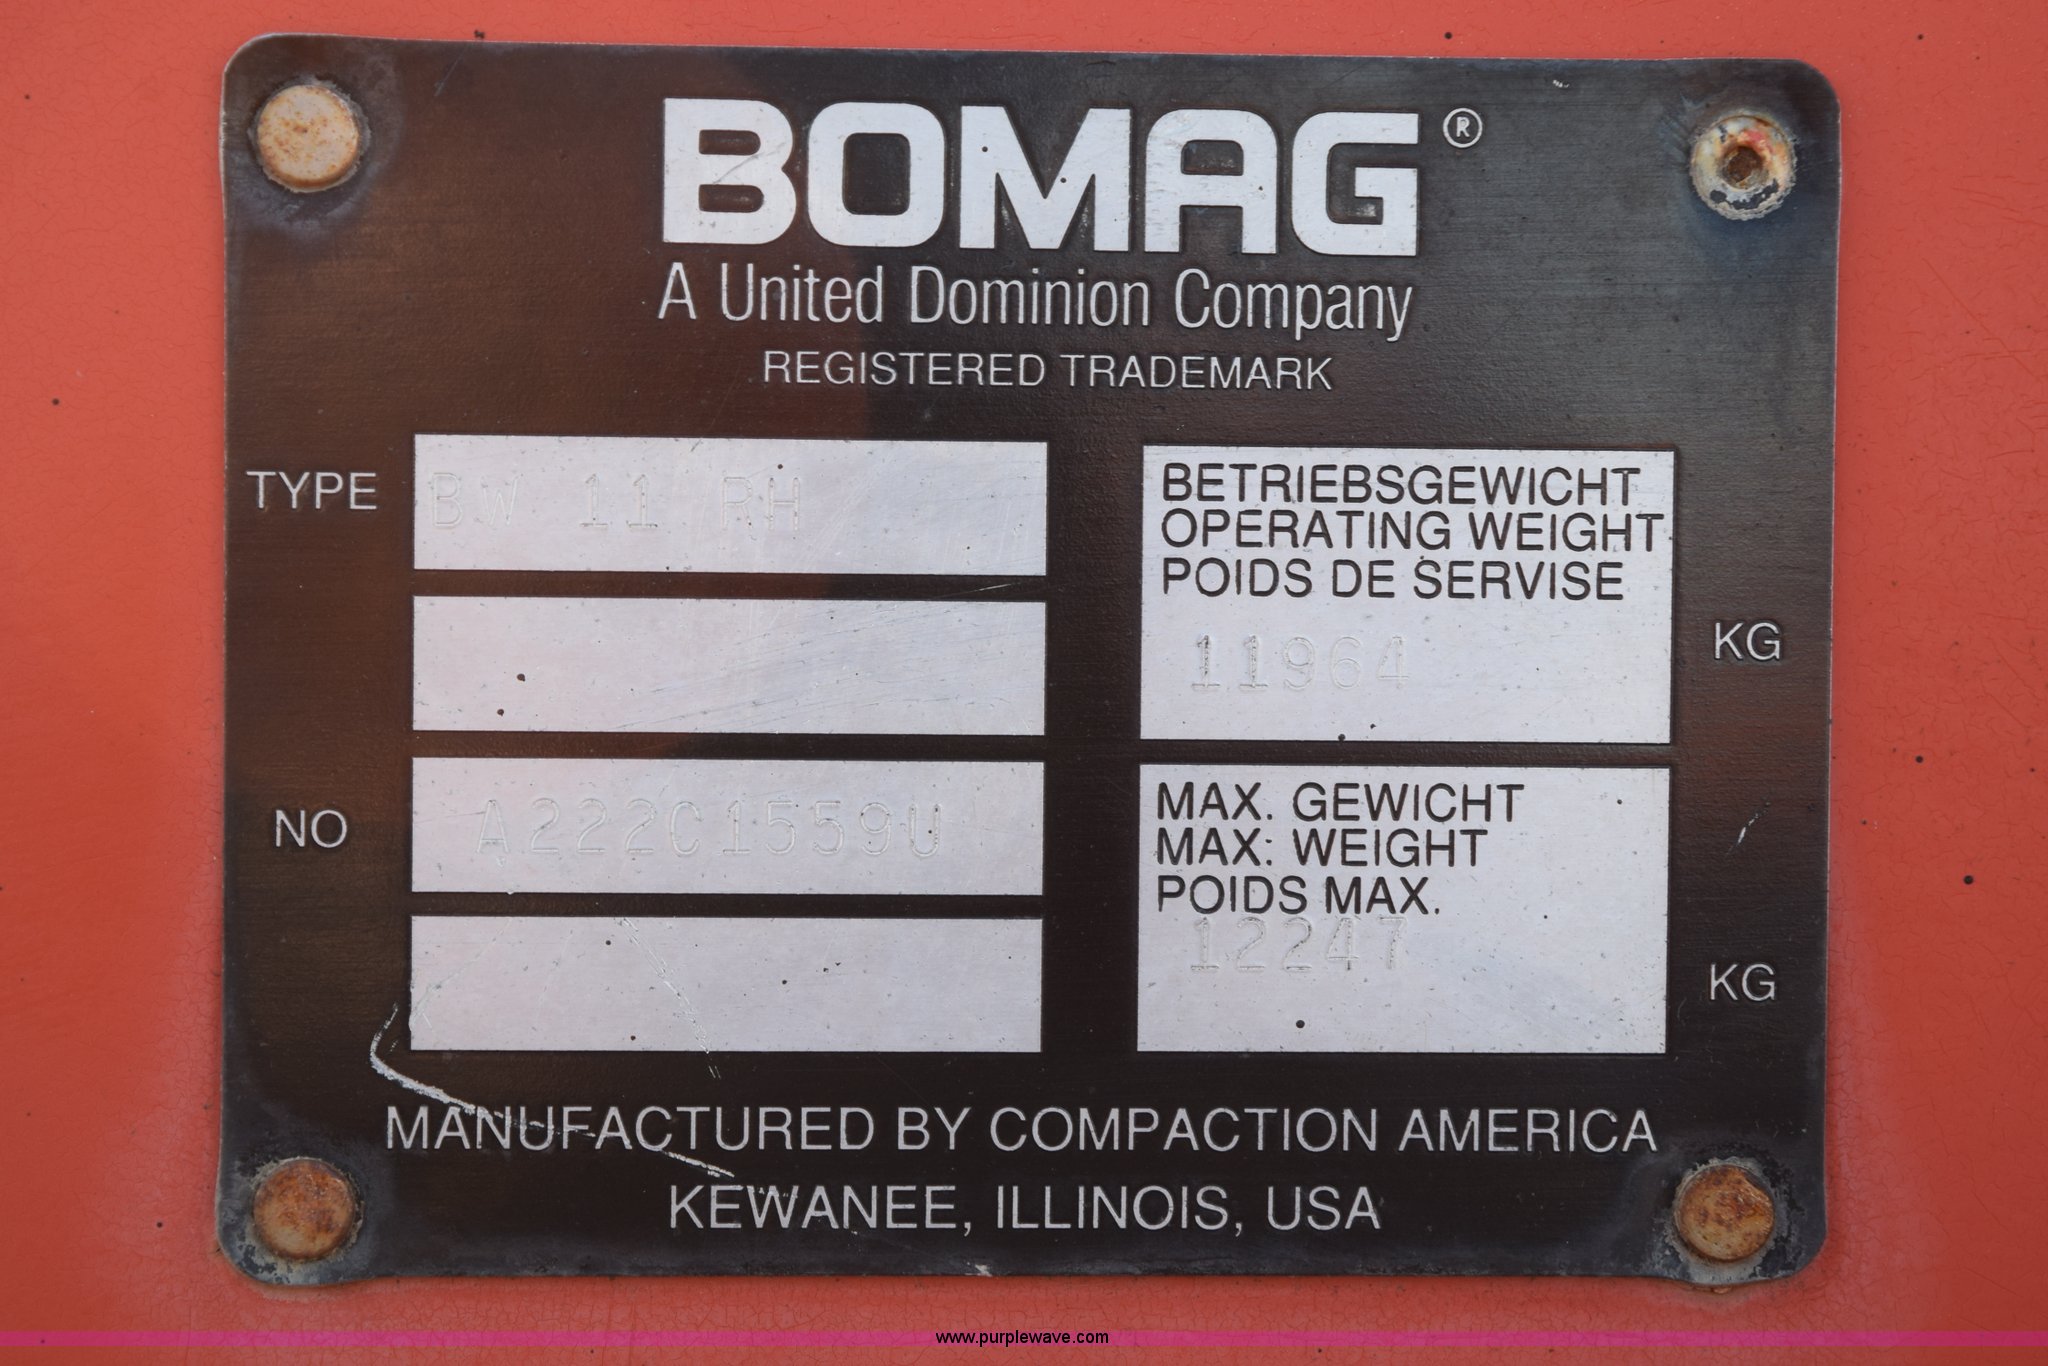 BOMAG®
A United Dominion Company
REGISTERED TRADEMARK
TYPE BW 11 RH
NO A222C1559U
BETRIEBSGEWICHT
OPERATING WEIGHT
POIDS DE SERVISE
11964 KG
MAX. GEWICHT
MAX: WEIGHT
POIDS MAX.
12247
KG
MANUFACTURED BY COMPACTION AMERICA
KEWANEE, ILLINOIS, USA
www.purplewave.com